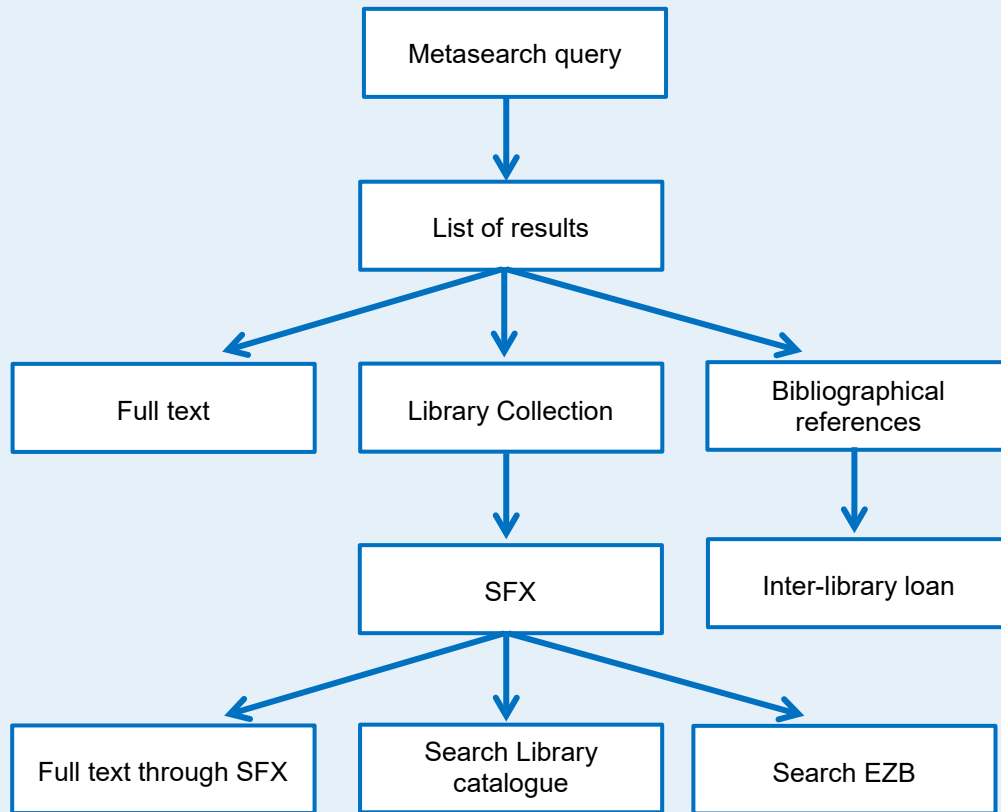 Metasearch query
List of results
Full text
Library Collection
Bibliographical
references
SFX
Inter-library loan
Full text through SFX
Search Library
catalogue
Search EZB